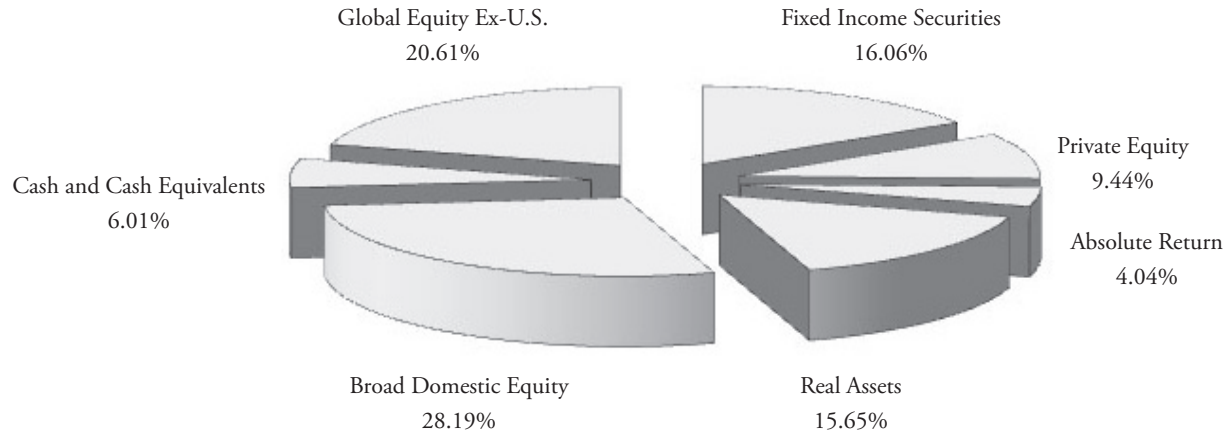 Global Equity Ex-U.S.
20.61%
Fixed Income Securities
16.06%
Private Equity
9.44%
Cash and Cash Equivalents
6.01%
Absolute Return
4.04%
Broad Domestic Equity
28.19%
Real Assets
15.65%